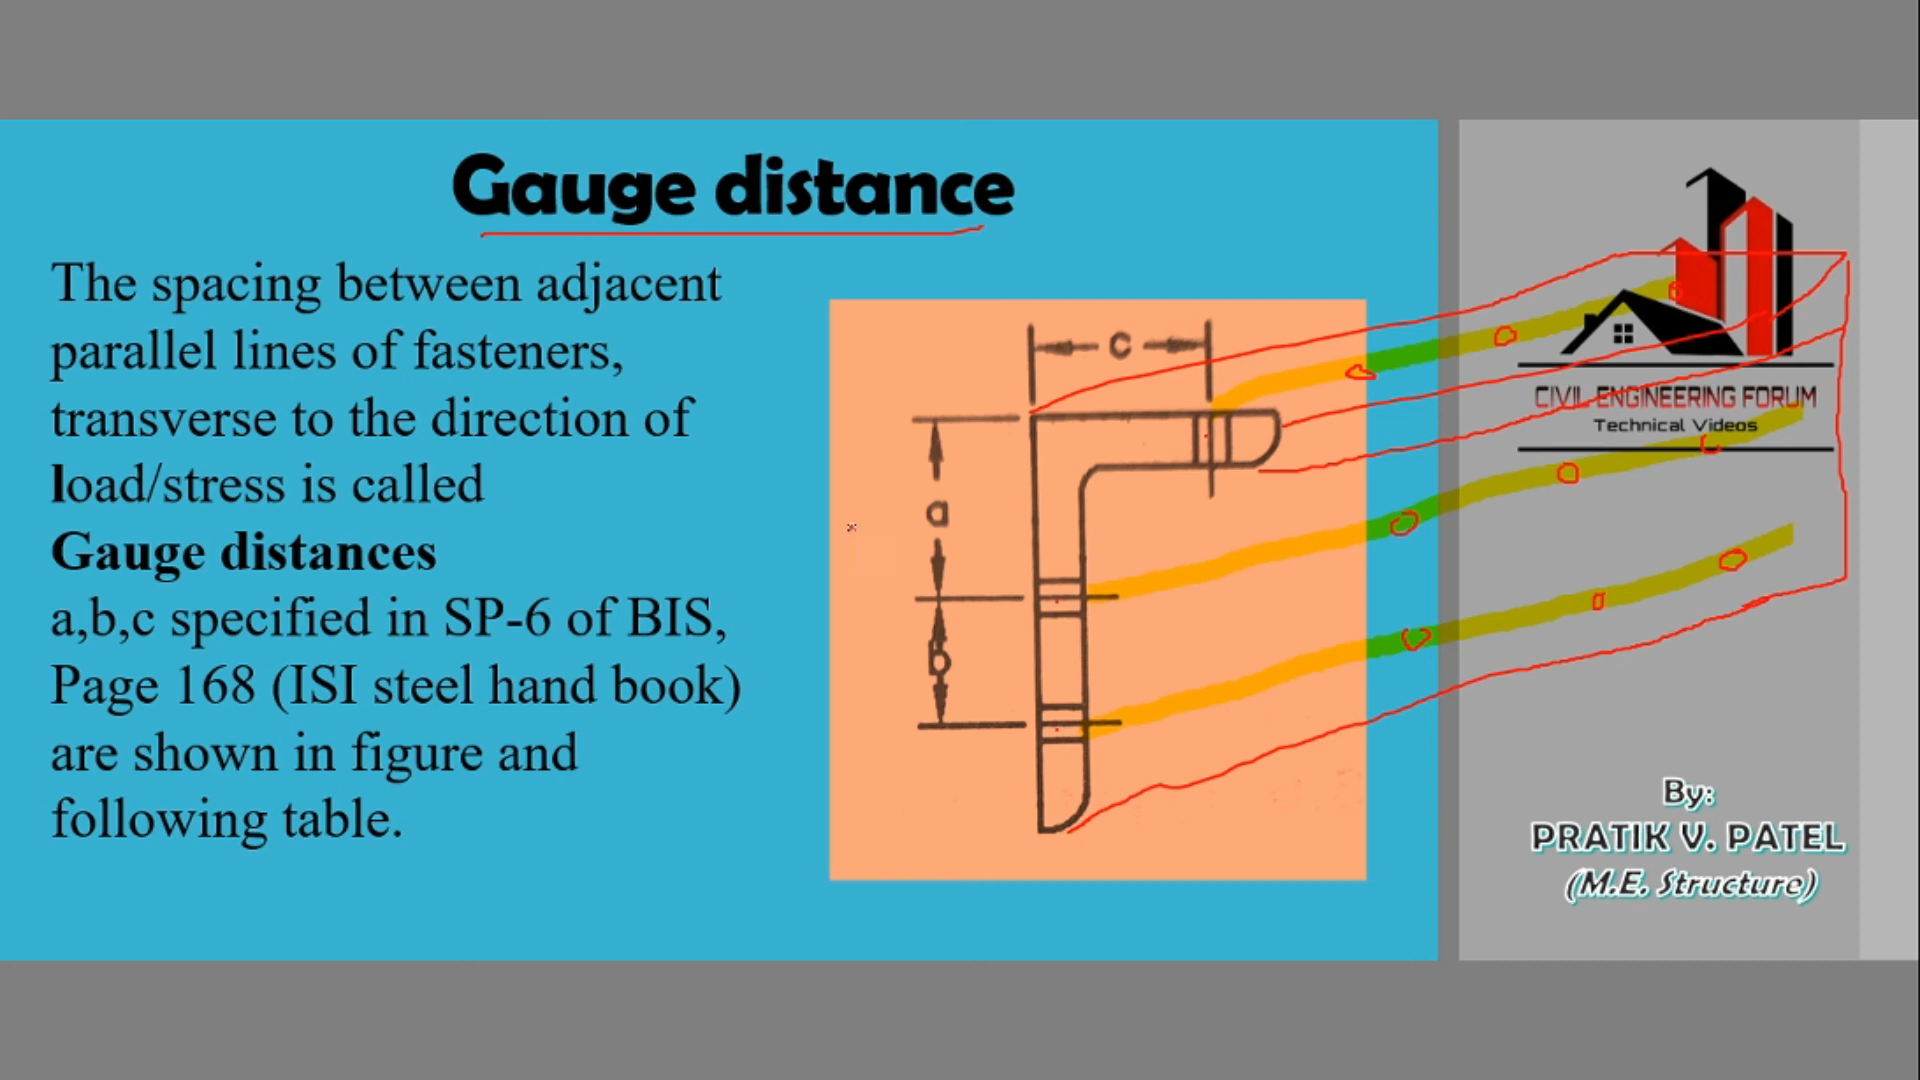 Gauge distance
The spacing between adjacent
parallel lines of fasteners,
transverse to the direction of
load/stress is called
Gauge distances
a,b,c specified in SP-6 of BIS,
Page 168 (ISI steel hand book)
are shown in figure and
following table.
c
a
b
CIVIL ENGINEERING FORUM
Technical Videos
By:
PRATIK V. PATEL
(M.E. Structure)